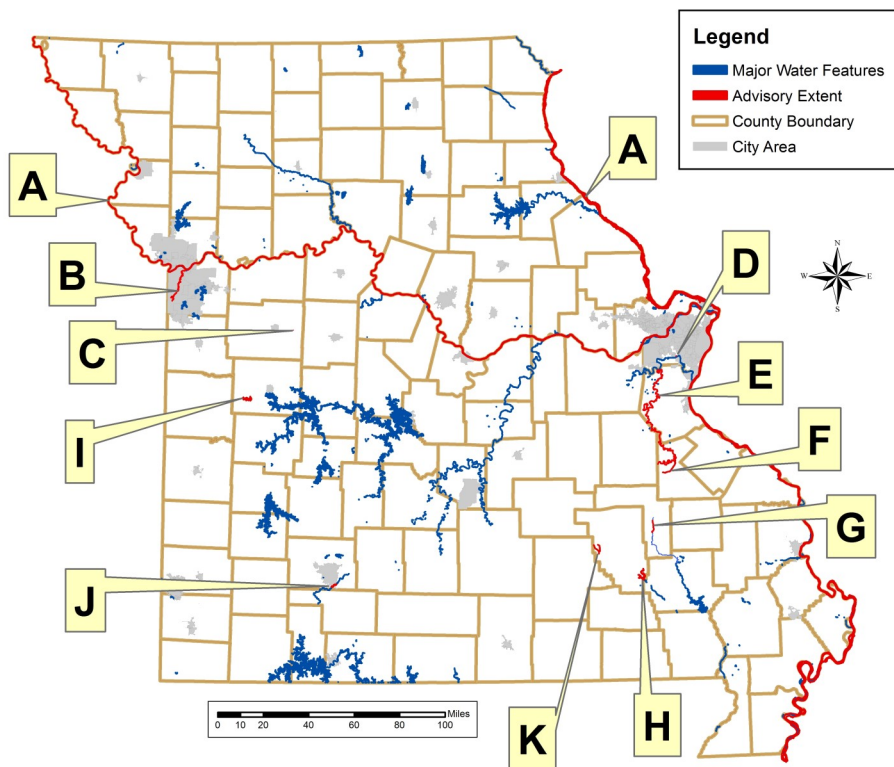 Legend
Major Water Features
Advisory Extent
County Boundary
City Area
A
A
N
W E
S
B
D
C
E
I
F
G
J
K
H
Miles
0 10 20 40 60 80 100